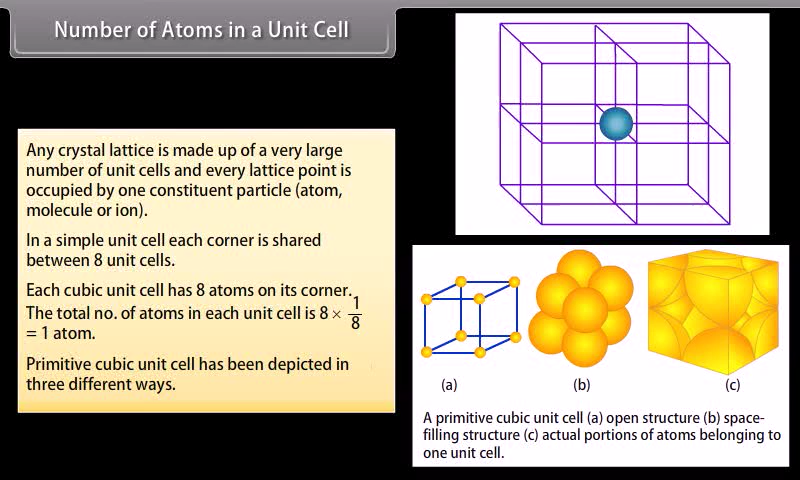 Number of Atoms in a Unit Cell
Any crystal lattice is made up of a very large
number of unit cells and every lattice point is
occupied by one constituent particle (atom,
molecule or ion).
In a simple unit cell each corner is shared
between 8 unit cells.
Each cubic unit cell has 8 atoms on its corner.
The total no. of atoms in each unit cell is 8 × 1/8
= 1 atom.
Primitive cubic unit cell has been depicted in
three different ways.
(a) (b) (c)
A primitive cubic unit cell (a) open structure (b) space-
filling structure (c) actual portions of atoms belonging to
one unit cell.